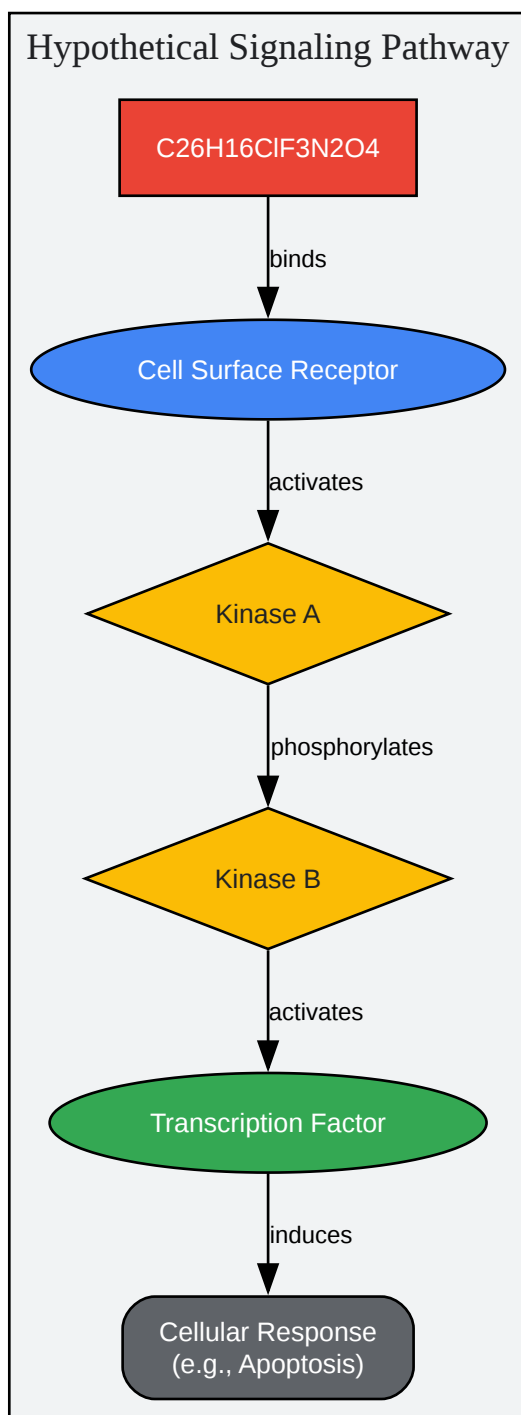 Hypothetical Signaling Pathway
C26H16ClF3N2O4
binds
Cell Surface Receptor
activates
Kinase A
phosphorylates
Kinase B
activates
Transcription Factor
induces
Cellular Response
(e.g., Apoptosis)